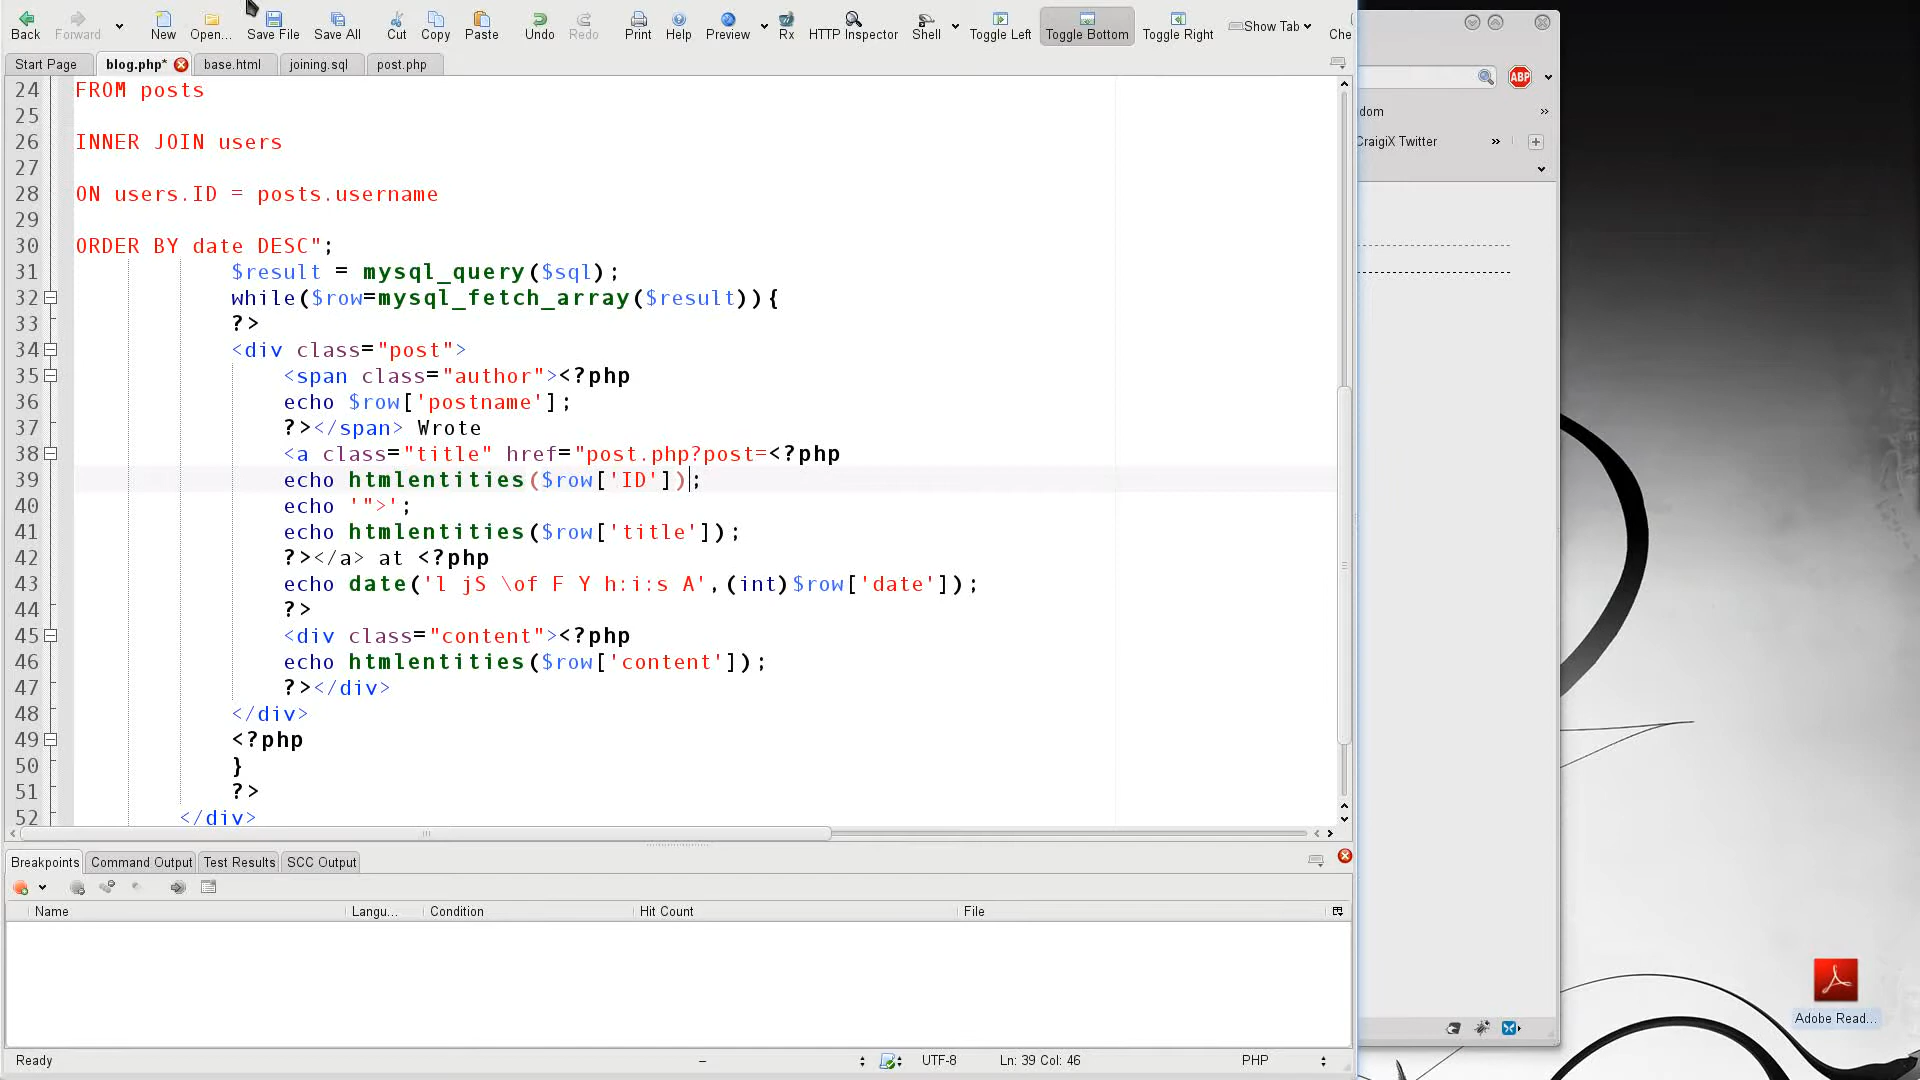 Back Forward New Open... Save File Save All Cut Copy Paste Undo Redo Print Help Preview Rx HTTP Inspector Shell Toggle Left Toggle Bottom Toggle Right Show Tab Che
Start Page blog.php* base.html joining.sql post.php
24 FROM posts
25
26 INNER JOIN users
27
28 ON users.ID = posts.username
29
30 ORDER BY date DESC";
31 $result = mysql_query($sql);
32 while($row=mysql_fetch_array($result)){
33 ?>
34 <div class="post">
35 <span class="author"><?php
36 echo $row['postname'];
37 ?></span> Wrote
38 <a class="title" href="post.php?post=<?php
39 echo htmlentities($row['ID']);
40 echo '">';
41 echo htmlentities($row['title']);
42 ?></a> at <?php
43 echo date('l jS \of F Y h:i:s A',(int)$row['date']);
44 ?>
45 <div class="content"><?php
46 echo htmlentities($row['content']);
47 ?></div>
48 </div>
49 <?php
50 }
51 ?>
52 </div>
Breakpoints Command Output Test Results SCC Output
Name Langu... Condition Hit Count File
Ready – UTF-8 Ln: 39 Col: 46 PHP
ABP
dom »
CraigiX Twitter »
Adobe Read...